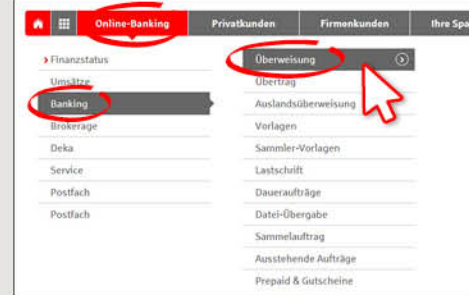 Online-Banking Privatkunden Firmenkunden Ihre Spa
Finanzstatus
Umsätze
Banking
Brokerage
Deka
Service
Postfach
Postfach
Überweisung
Übertrag
Auslandsüberweisung
Vorlagen
Sammler-Vorlagen
Lastschrift
Daueraufträge
Datei-Übergabe
Sammelauftrag
Ausstehende Aufträge
Prepaid & Gutscheine